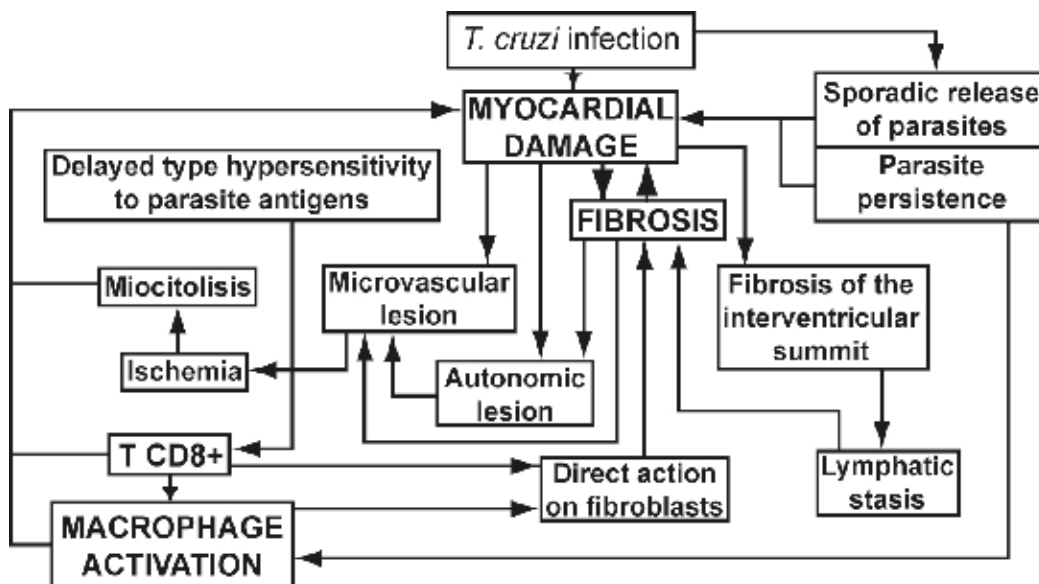 T. cruzi infection
Sporadic release
of parasites
MYOCARDIAL
DAMAGE
Delayed type hypersensitivity
to parasite antigens
Parasite
persistence
FIBROSIS
Miocitolisis
Microvascular
lesion
Fibrosis of the
interventricular
summit
Ischemia
Autonomic
lesion
T CD8+
Direct action
on fibroblasts
Lymphatic
stasis
MACROPHAGE
ACTIVATION